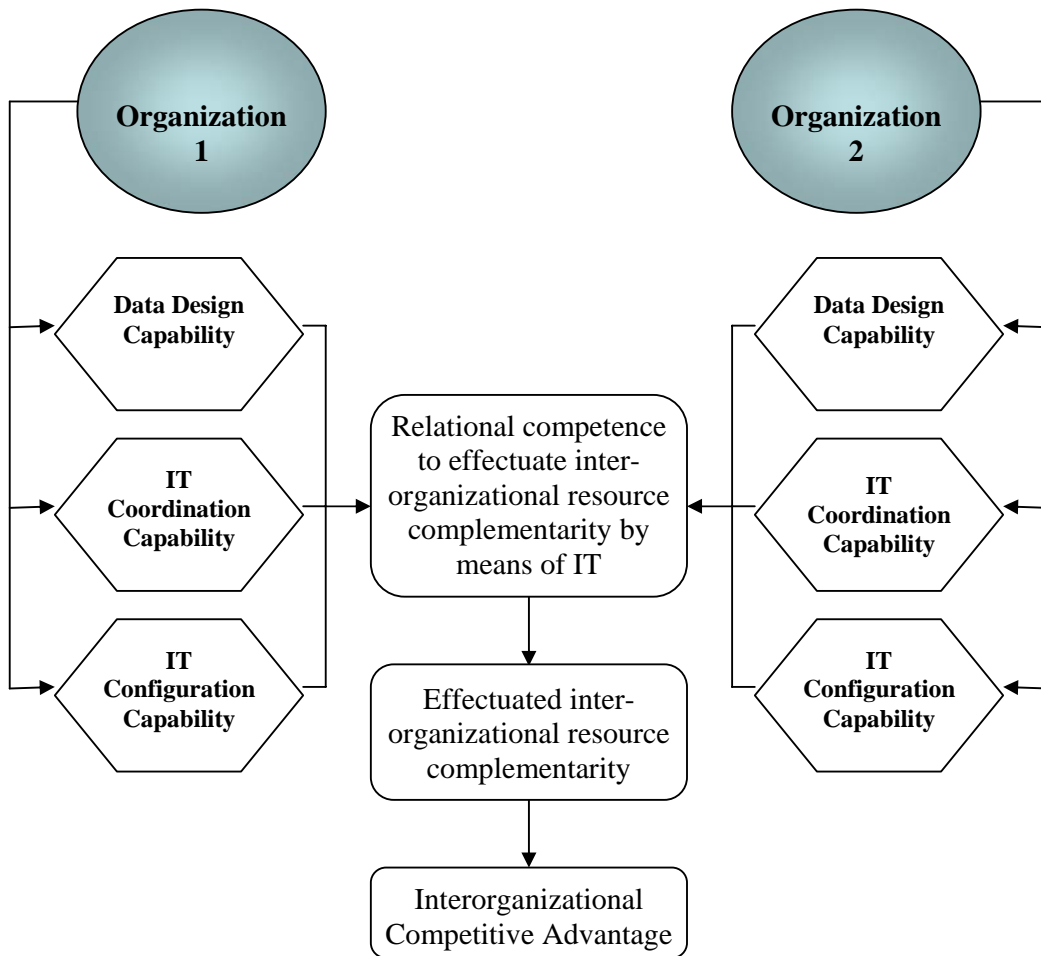 Organization
1
Organization
2
Data Design
Capability
Data Design
Capability
Relational competence
to effectuate inter-
organizational resource
complementarity by
means of IT
IT
Coordination
Capability
IT
Coordination
Capability
IT
Configuration
Capability
IT
Configuration
Capability
Effectuated inter-
organizational resource
complementarity
Interorganizational
Competitive Advantage